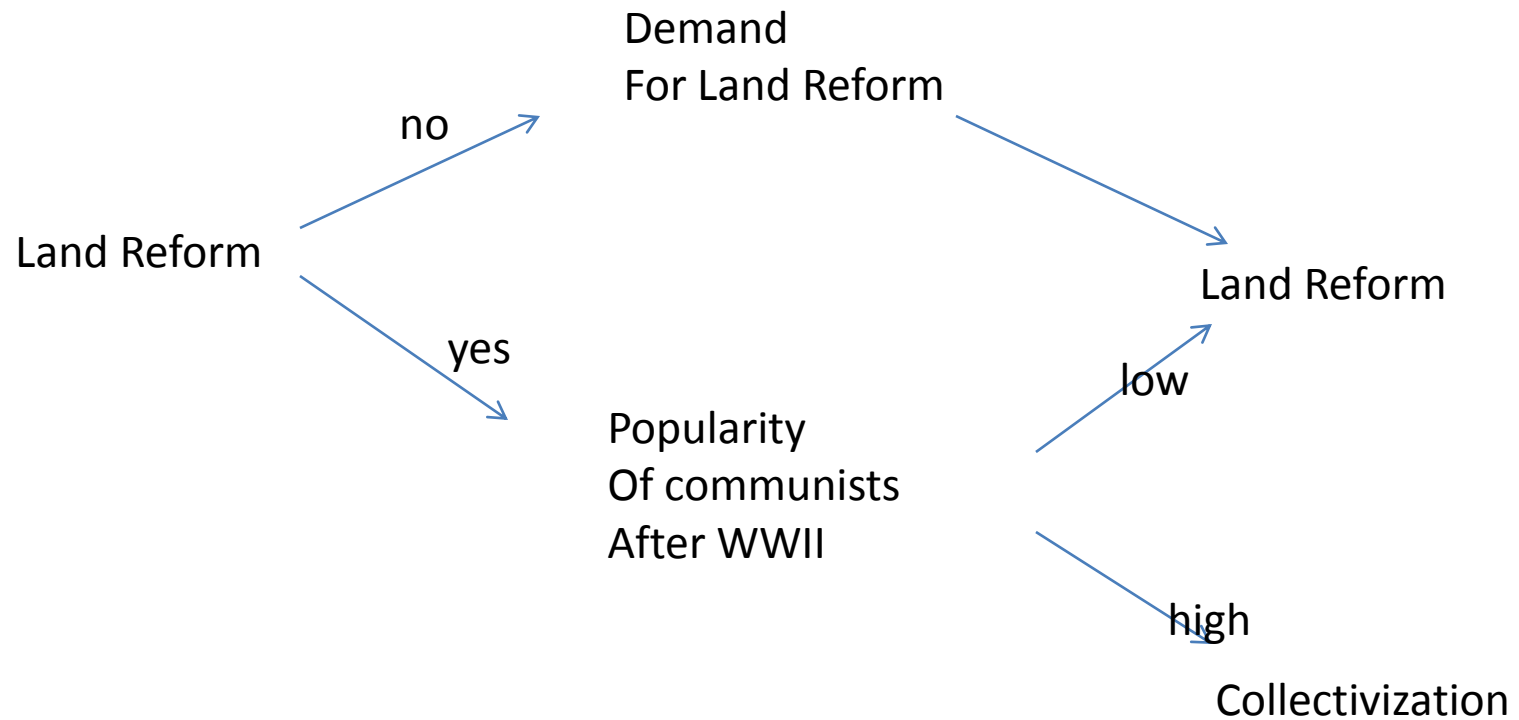 Demand
For Land Reform
no
Land Reform
Land Reform
yes
low
Popularity
Of communists
After WWII
high
Collectivization